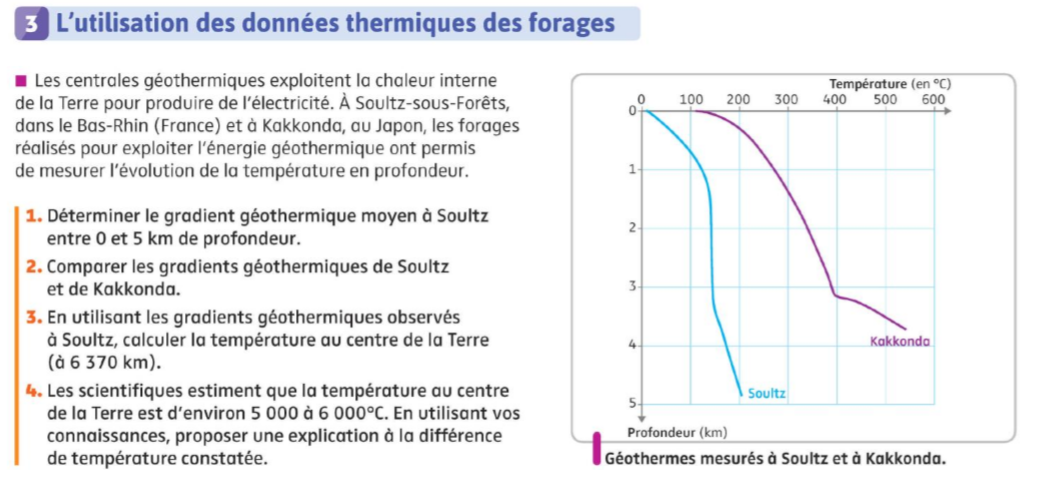 3 L'utilisation des données thermiques des forages
Les centrales géothermiques exploitent la chaleur interne
de la Terre pour produire de l'électricité. À Soultz-sous-Forêts,
dans le Bas-Rhin (France) et à Kakkonda, au Japon, les forages
réalisés pour exploiter l'énergie géothermique ont permis
de mesurer l'évolution de la température en profondeur.
1. Déterminer le gradient géothermique moyen à Soultz
entre 0 et 5 km de profondeur.
2. Comparer les gradients géothermiques de Soultz
et de Kakkonda.
3. En utilisant les gradients géothermiques observés
à Soultz, calculer la température au centre de la Terre
(à 6 370 km).
4. Les scientifiques estiment que la température au centre
de la Terre est d'environ 5 000 à 6 000°C. En utilisant vos
connaissances, proposer une explication à la différence
de température constatée.
Température (en °C)
0 100 200 300 400 500 600
0
1
2
3
4
5
Kakkonda
Soultz
Profondeur (km)
Géothermes mesurés à Soultz et à Kakkonda.